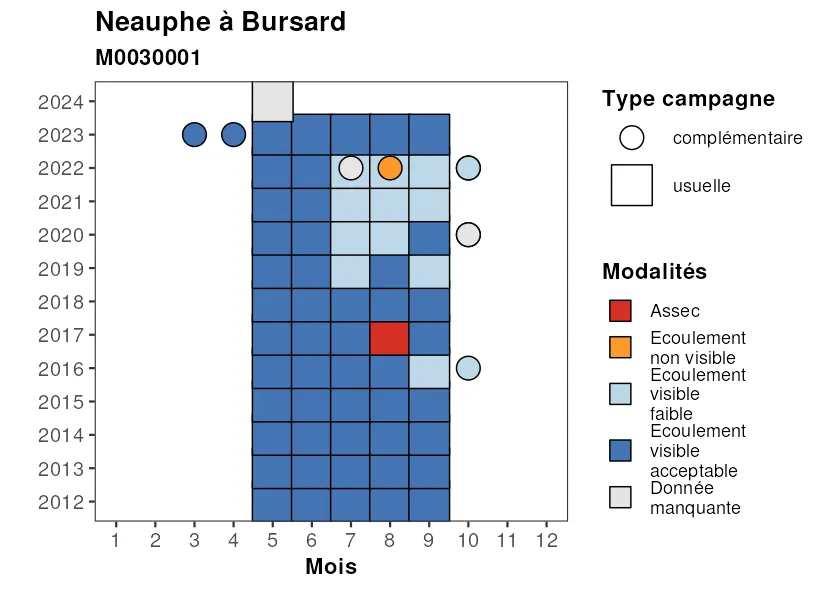 Neauphe à Bursard
M0030001
2024
2023
2022
2021
2020
2019
2018
2017
2016
2015
2014
2013
2012
1 2 3 4 5 6 7 8 9 10 11 12
Mois
Type campagne
complémentaire
usuelle
Modalités
Assec
Ecoulement
non visible
Ecoulement
visible
faible
Ecoulement
visible
acceptable
Donnée
manquante